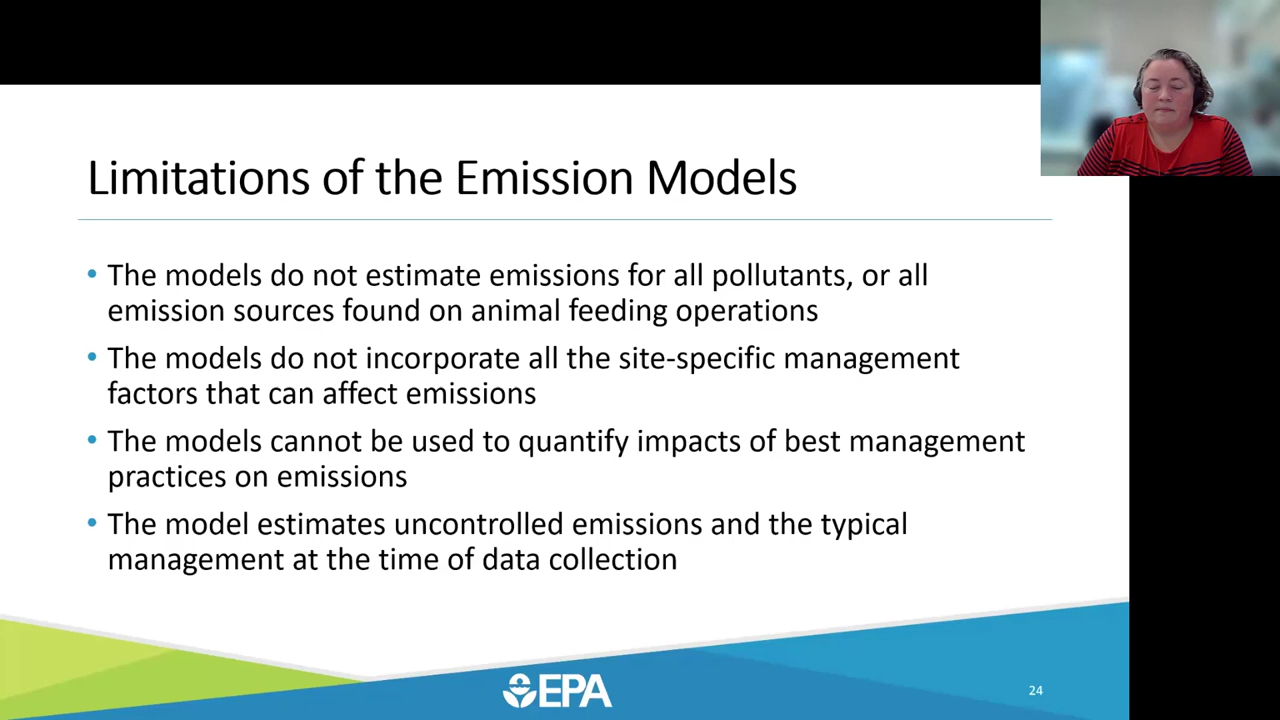 Limitations of the Emission Models
• The models do not estimate emissions for all pollutants, or all
emission sources found on animal feeding operations
• The models do not incorporate all the site-specific management
factors that can affect emissions
• The models cannot be used to quantify impacts of best management
practices on emissions
• The model estimates uncontrolled emissions and the typical
management at the time of data collection
EPA
24